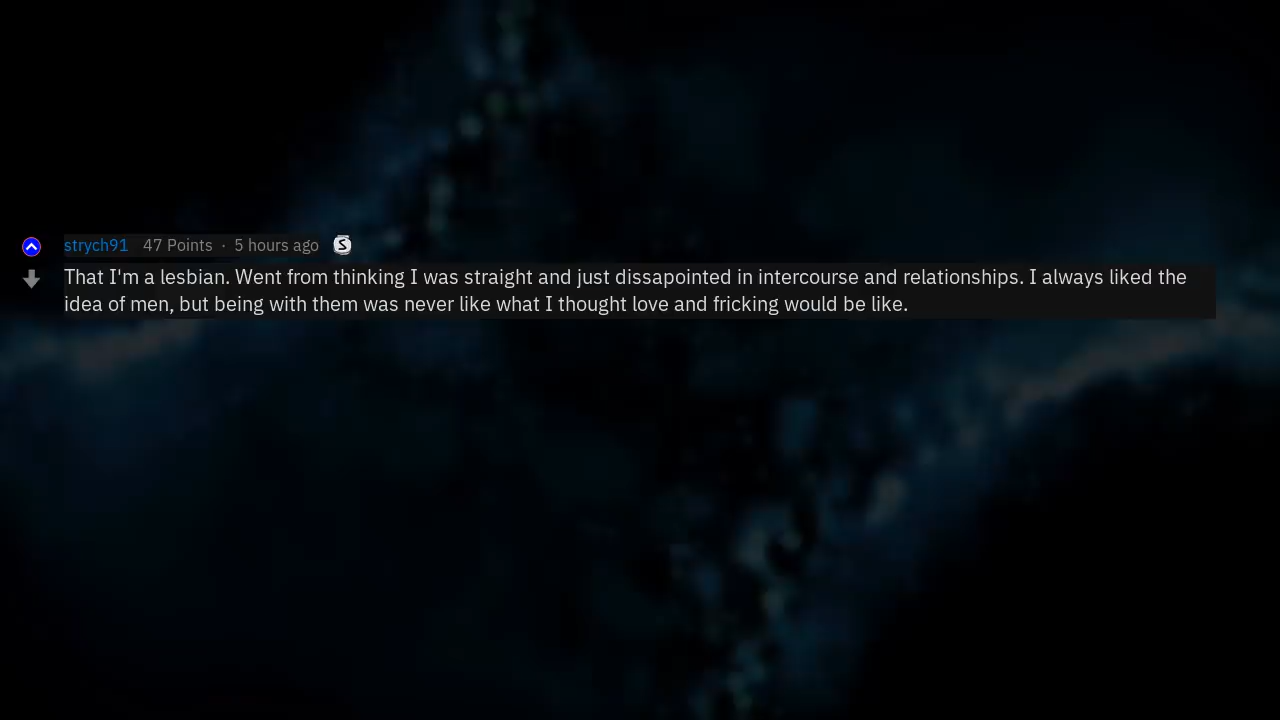 strych91 47 Points · 5 hours ago
That I'm a lesbian. Went from thinking I was straight and just dissapointed in intercourse and relationships. I always liked the
idea of men, but being with them was never like what I thought love and fricking would be like.